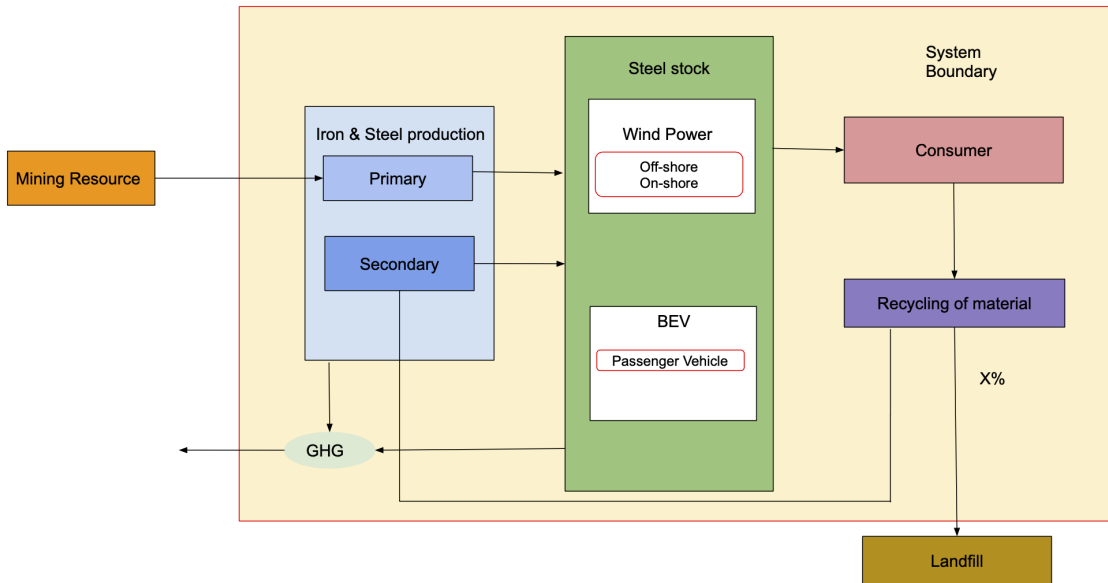 System
Boundary
Steel stock
Iron & Steel production
Wind Power
Off-shore
On-shore
Consumer
Mining Resource
Primary
Secondary
Recycling of material
BEV
Passenger Vehicle
X%
GHG
Landfill